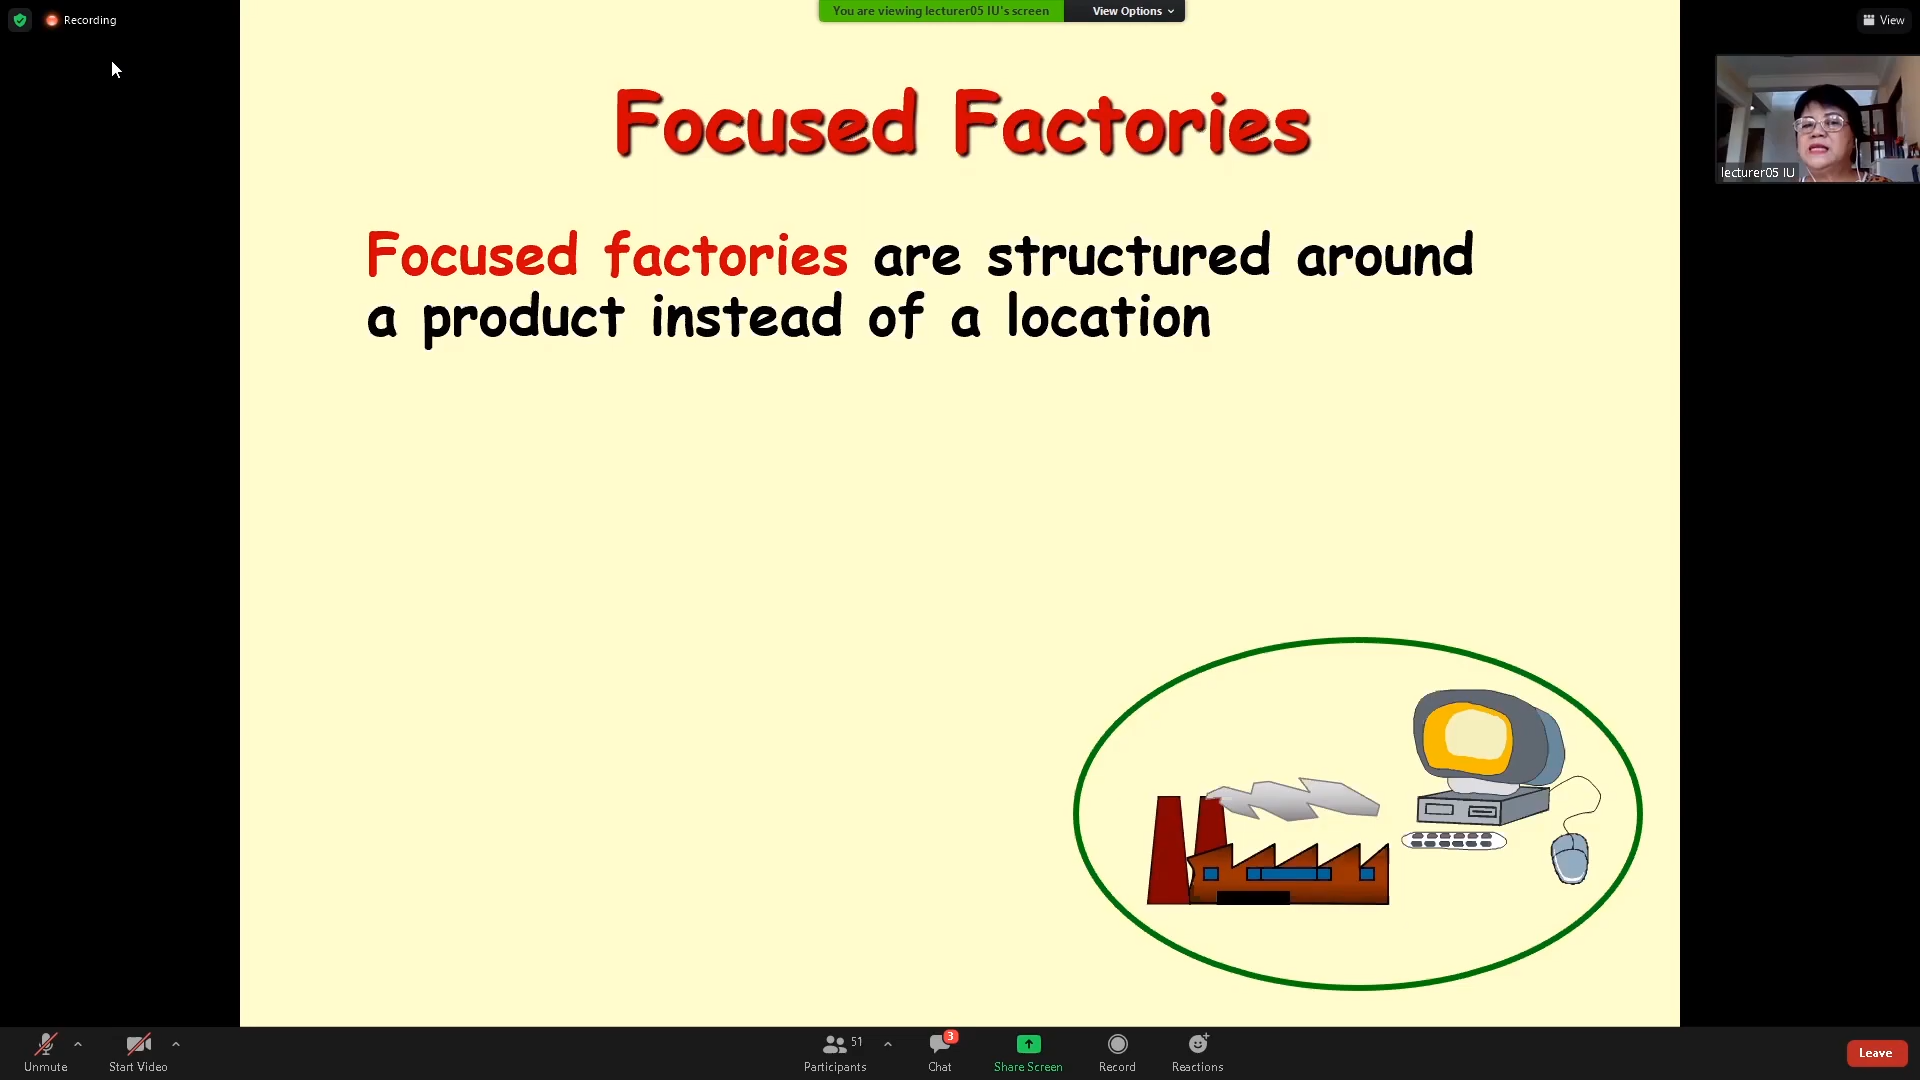 Recording
You are viewing lecturer05 IU's screen
View Options
View
Focused Factories
lecturer05 IU
Focused factories are structured around
a product instead of a location
Unmute
Start Video
51
Participants
3
Chat
Share Screen
Record
Reactions
Leave